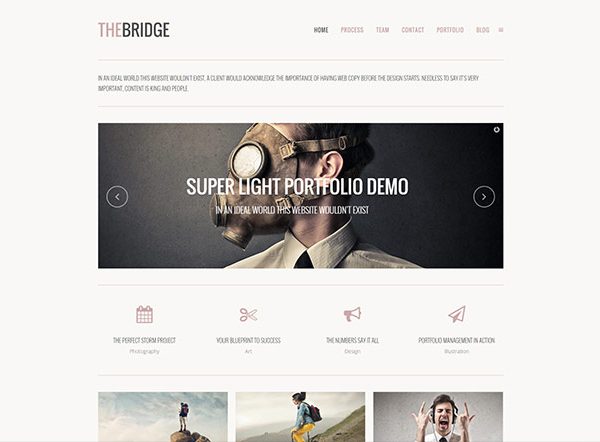 THEBRIDGE
HOME PROCESS TEAM CONTACT PORTFOLIO BLOG
IN AN IDEAL WORLD THIS WEBSITE WOULDN'T EXIST, A CLIENT WOULD ACKNOWLEDGE THE IMPORTANCE OF HAVING WEB COPY BEFORE THE DESIGN STARTS. NEEDLESS TO SAY IT'S VERY
IMPORTANT, CONTENT IS KING AND PEOPLE.
SUPER LIGHT PORTFOLIO DEMO
IN AN IDEAL WORLD THIS WEBSITE WOULDN'T EXIST
THE PERFECT STORM PROJECT
Photography
YOUR BLUEPRINT TO SUCCESS
Art
THE NUMBERS SAY IT ALL
Design
PORTFOLIO MANAGEMENT IN ACTION
Illustration